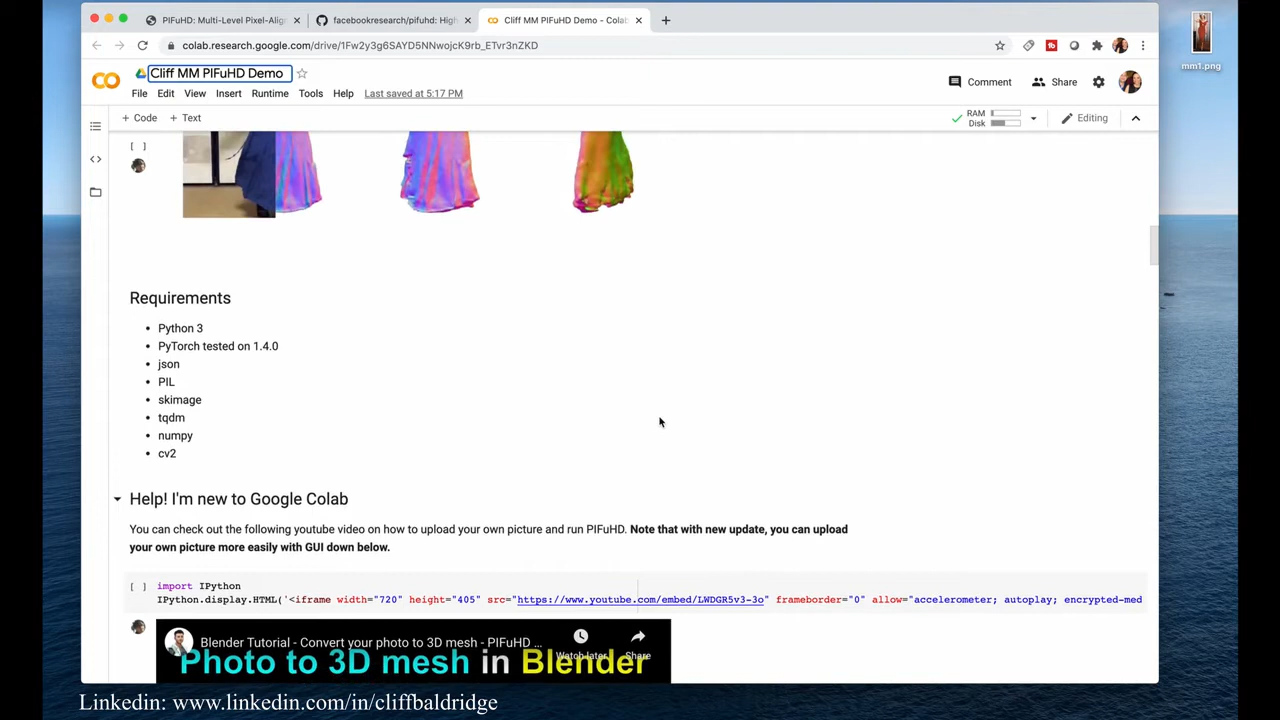 PIFuHD: Multi-Level Pixel-Align
facebookresearch/pifuhd: High
Cliff MM PIFuHD Demo - Colab
colab.research.google.com/drive/1Fw2y3g6SAYD5NNwojcK9rb_ETvr3nZKD
Cliff MM PIFuHD Demo
Comment
Share
File Edit View Insert Runtime Tools Help Last saved at 5:17 PM
+ Code + Text
RAM
Disk
Editing
mm1.png
[ ]
Requirements
• Python 3
• PyTorch tested on 1.4.0
• json
• PIL
• skimage
• tqdm
• numpy
• cv2
Help! I'm new to Google Colab
You can check out the following youtube video on how to upload your own picture and run PIFuHD. Note that with new update, you can upload
your own picture more easily with GUI down below.
[ ] import IPython
IPython.display.HTML('<iframe width="720" height="405" src="https://www.youtube.com/embed/LWDGR5v3-3o" frameborder="0" allow="accelerometer; autoplay; encrypted-med
Blender Tutorial - Convert your photo to 3D mesh - PIFuHD ...
Watch later
Share
Photo to 3D mesh in Blender
Linkedin: www.linkedin.com/in/cliffbaldridge